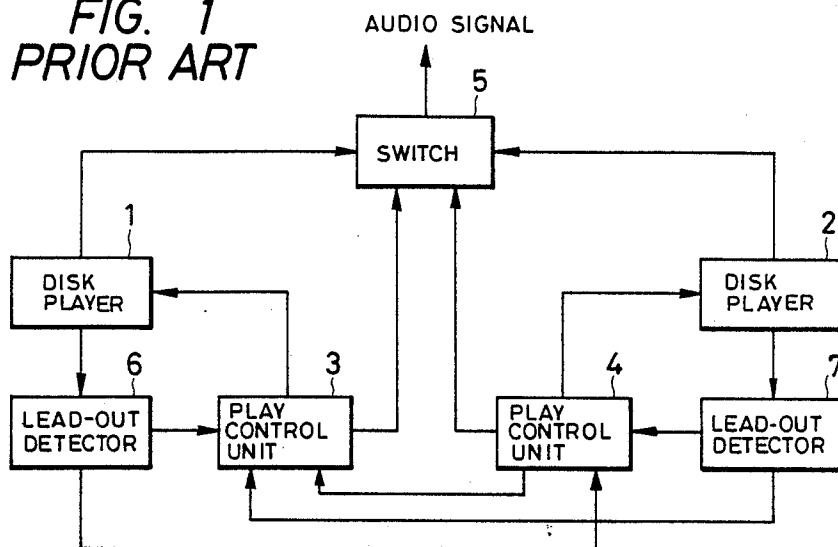 FIG. 1
PRIOR ART
AUDIO SIGNAL
5
SWITCH
1
DISK
PLAYER
2
DISK
PLAYER
6
LEAD-OUT
DETECTOR
3
PLAY
CONTROL
UNIT
4
PLAY
CONTROL
UNIT
7
LEAD-OUT
DETECTOR